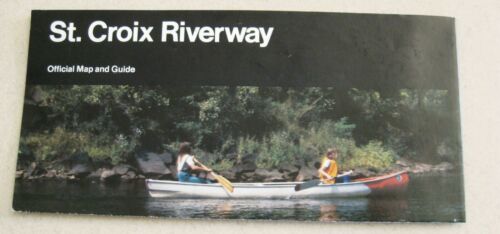 St. Croix Riverway
Official Map and Guide